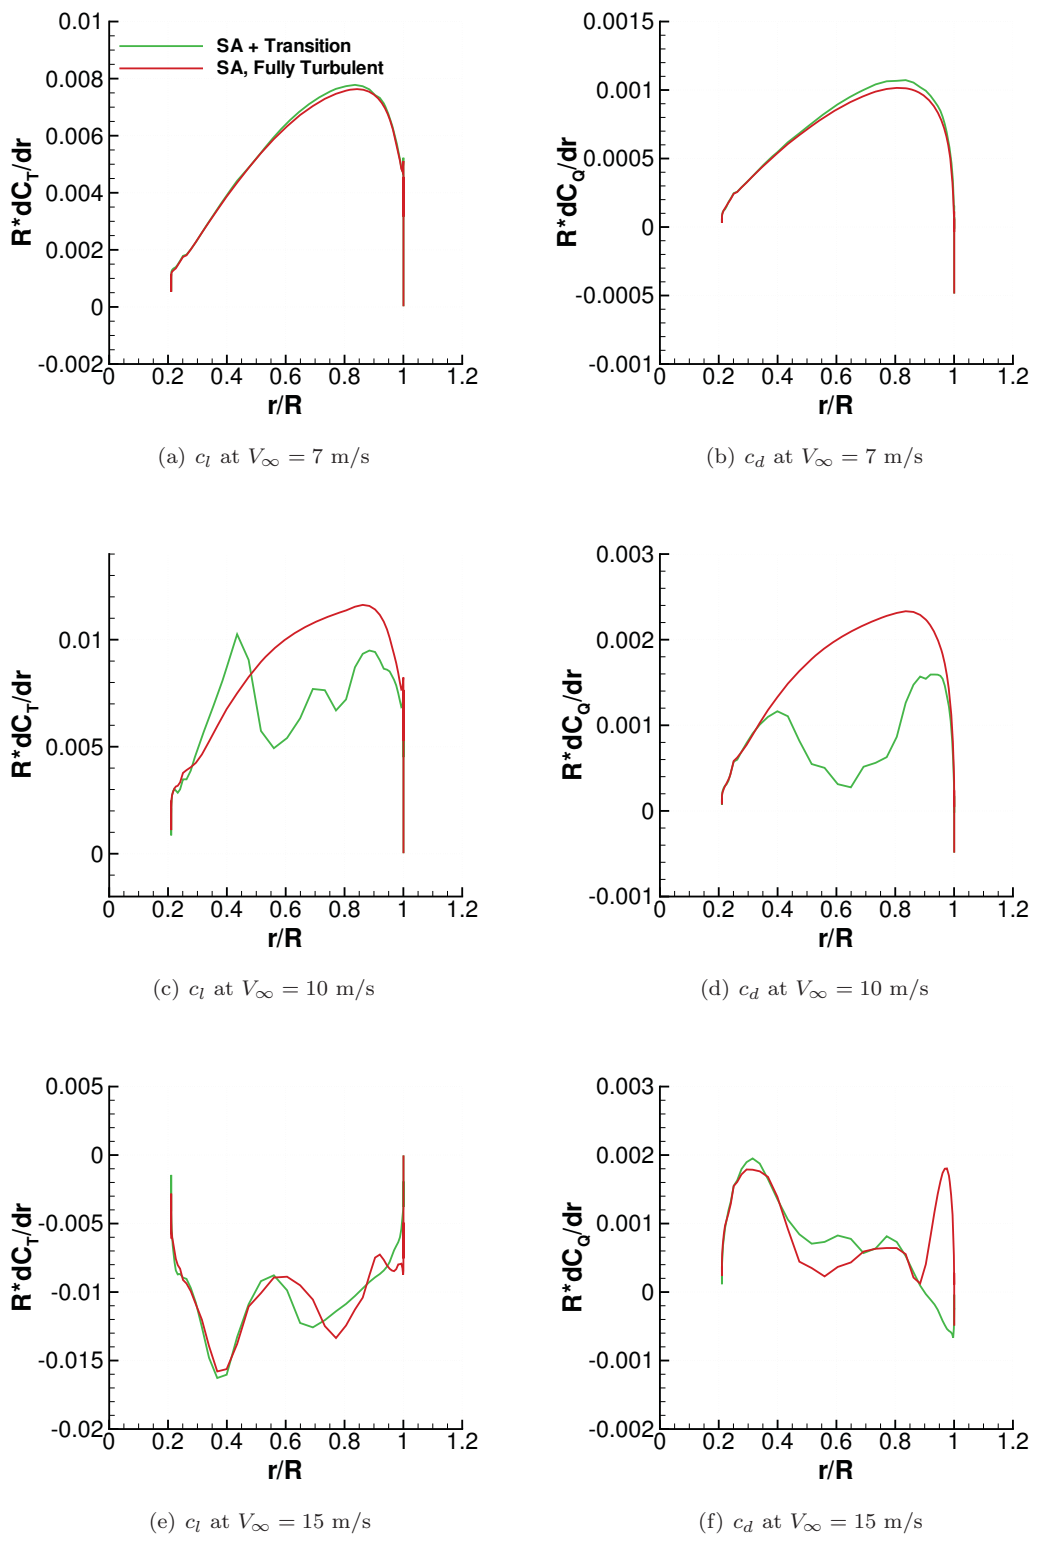 0.01
0.008
0.006
0.004
0.002
0
-0.002
R*dC_T/dr
SA + Transition
SA, Fully Turbulent
0 0.2 0.4 0.6 0.8 1 1.2
r/R
(a) c_l at V_∞ = 7 m/s
0.0015
0.001
0.0005
0
-0.0005
-0.001
R*dC_Q/dr
0 0.2 0.4 0.6 0.8 1 1.2
r/R
(b) c_d at V_∞ = 7 m/s
0.01
0.005
0
R*dC_T/dr
0 0.2 0.4 0.6 0.8 1 1.2
r/R
(c) c_l at V_∞ = 10 m/s
0.003
0.002
0.001
0
-0.001
R*dC_Q/dr
0 0.2 0.4 0.6 0.8 1 1.2
r/R
(d) c_d at V_∞ = 10 m/s
0.005
0
-0.005
-0.01
-0.015
-0.02
R*dC_T/dr
0 0.2 0.4 0.6 0.8 1 1.2
r/R
(e) c_l at V_∞ = 15 m/s
0.003
0.002
0.001
0
-0.001
-0.002
R*dC_Q/dr
0 0.2 0.4 0.6 0.8 1 1.2
r/R
(f) c_d at V_∞ = 15 m/s